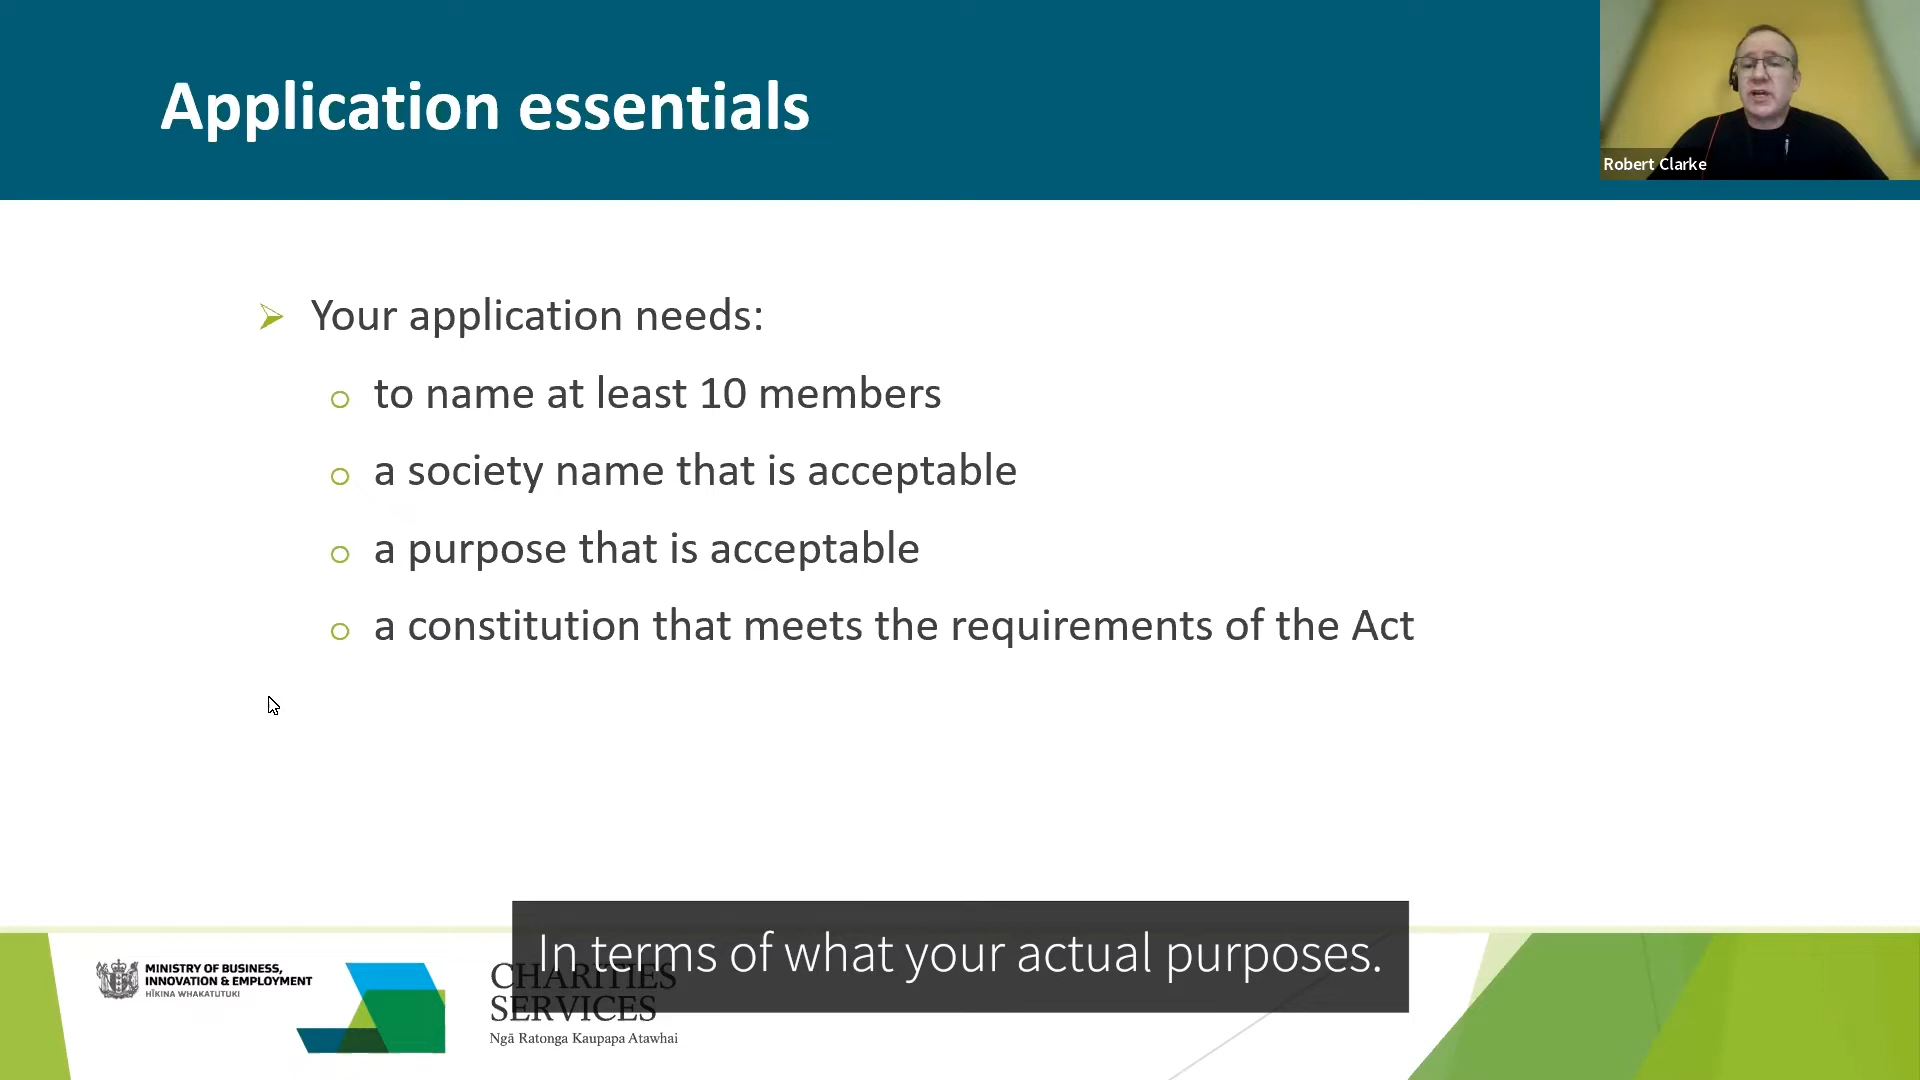 Application essentials
Robert Clarke
Your application needs:
to name at least 10 members
a society name that is acceptable
a purpose that is acceptable
a constitution that meets the requirements of the Act
In terms of what your actual purposes.
MINISTRY OF BUSINESS,
INNOVATION & EMPLOYMENT
HĪKINA WHAKATUTUKI
CHARITIES
SERVICES
Ngā Ratonga Kaupapa Atawhai